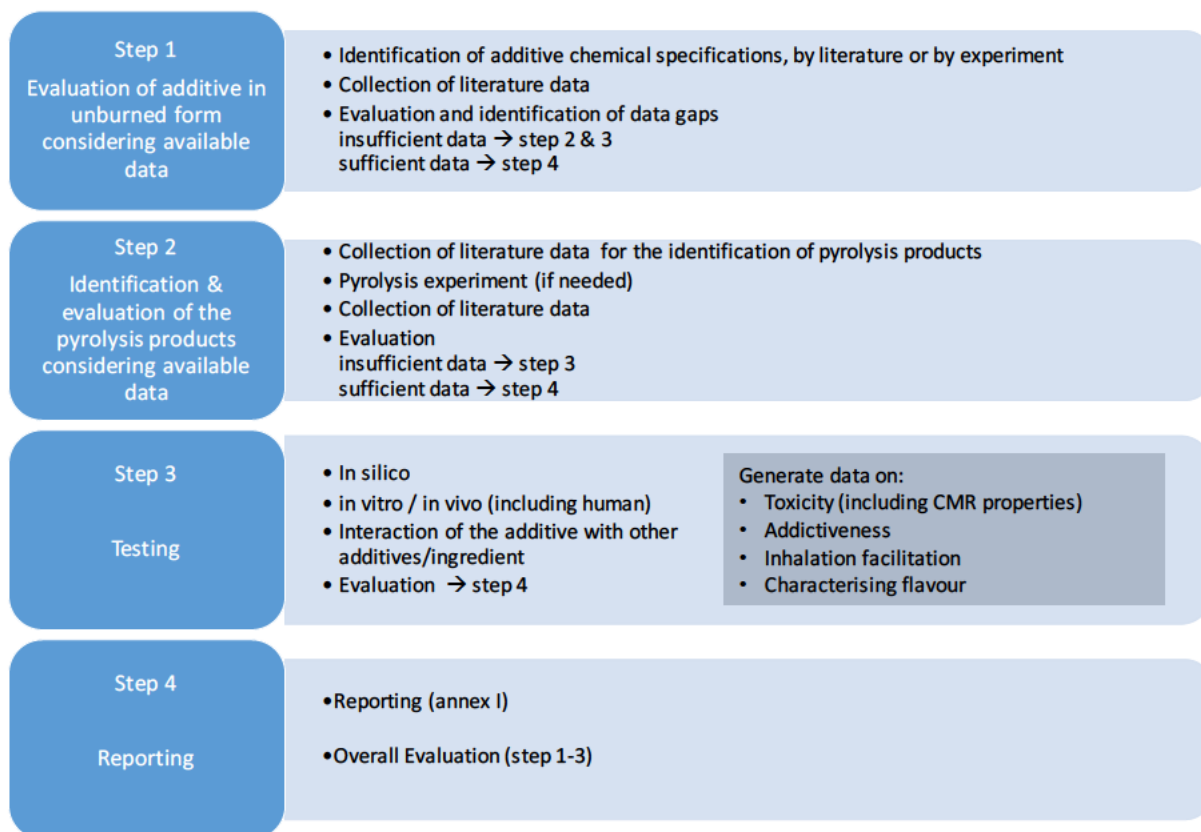 Step 1
Evaluation of additive in
unburned form
considering available
data
• Identification of additive chemical specifications, by literature or by experiment
• Collection of literature data
• Evaluation and identification of data gaps
insufficient data → step 2 & 3
sufficient data → step 4
Step 2
Identification &
evaluation of the
pyrolysis products
considering available
data
• Collection of literature data for the identification of pyrolysis products
• Pyrolysis experiment (if needed)
• Collection of literature data
• Evaluation
insufficient data → step 3
sufficient data → step 4
Step 3
Testing
• In silico
• in vitro / in vivo (including human)
• Interaction of the additive with other
additives/ingredient
• Evaluation → step 4
Generate data on:
• Toxicity (including CMR properties)
• Addictiveness
• Inhalation facilitation
• Characterising flavour
Step 4
Reporting
•Reporting (annex I)
•Overall Evaluation (step 1-3)